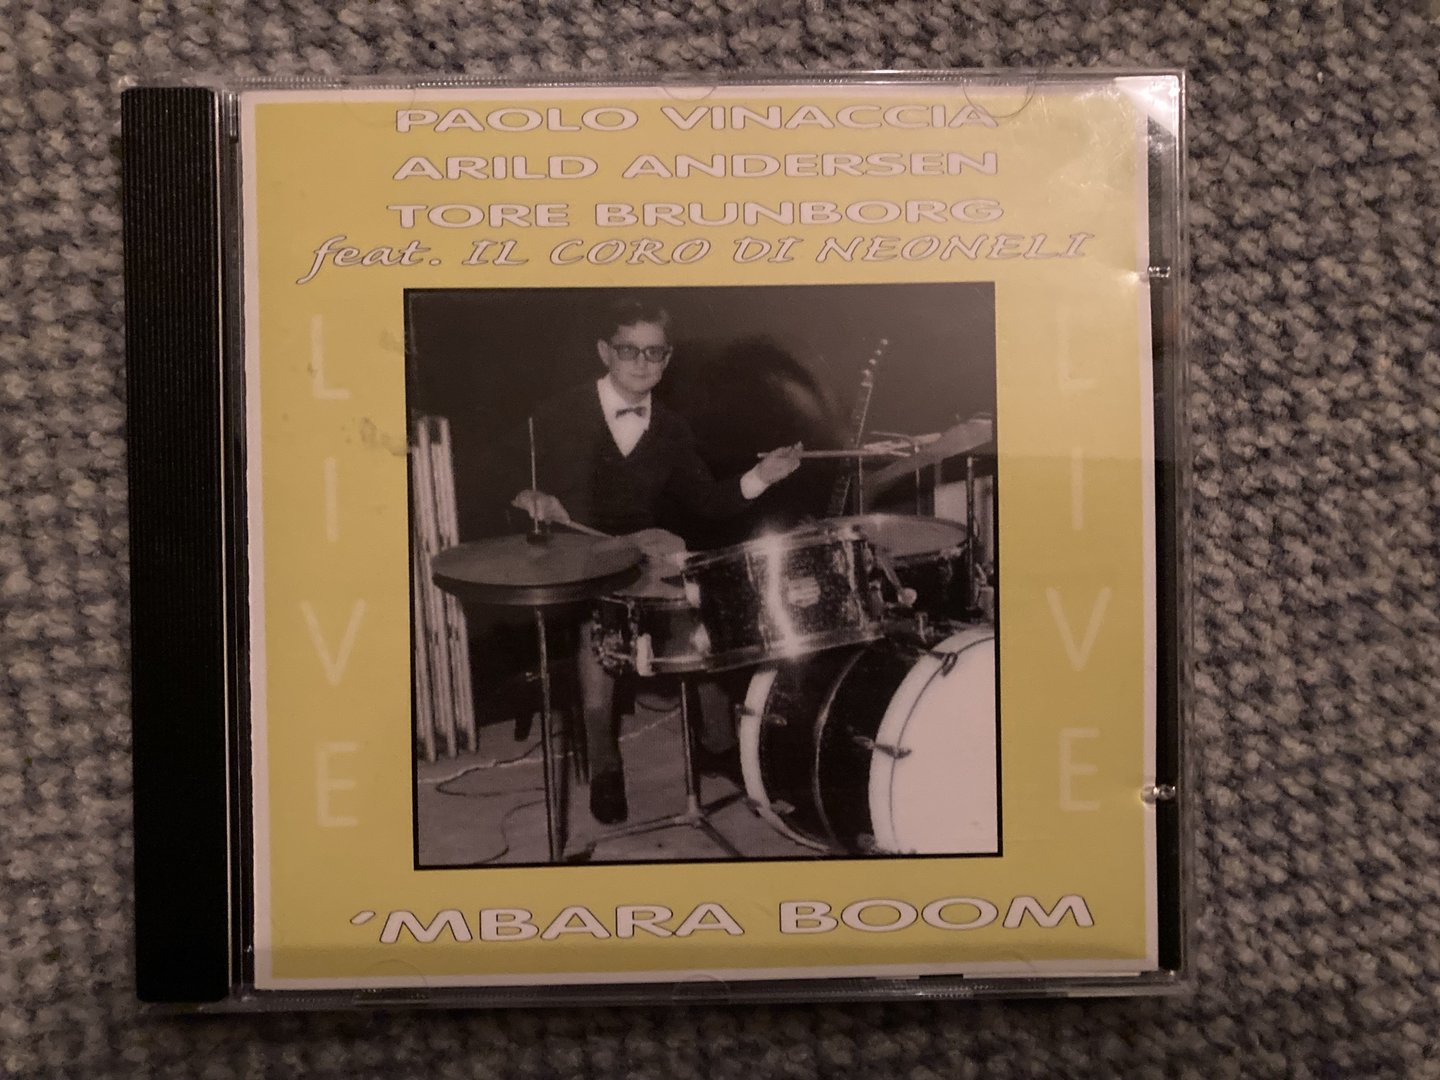 PAOLO VINACCIA
ARILD ANDERSEN
TORE BRUNBORG
feat. IL CORO DI NEONELI
LIVE
LIVE
'MBARA BOOM